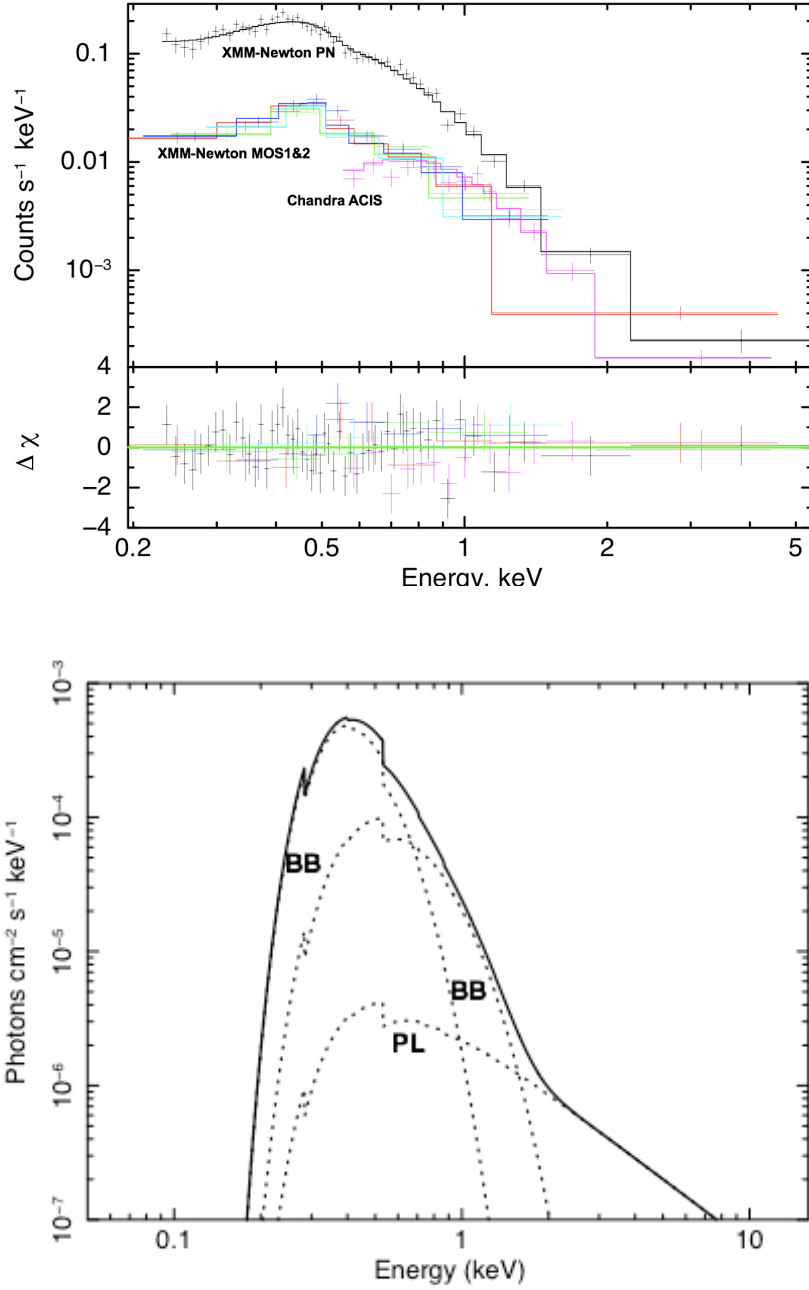 0.1
XMM-Newton PN
Counts s⁻¹ keV⁻¹
0.01
XMM-Newton MOS1&2
Chandra ACIS
10⁻³
4
2
Δ χ
0
−2
−4
0.2 0.5 1 2 5
Energy, keV
10⁻³
10⁻⁴
BB
Photons cm⁻² s⁻¹ keV⁻¹
10⁻⁵
BB
PL
10⁻⁶
10⁻⁷
0.1 1 10
Energy (keV)